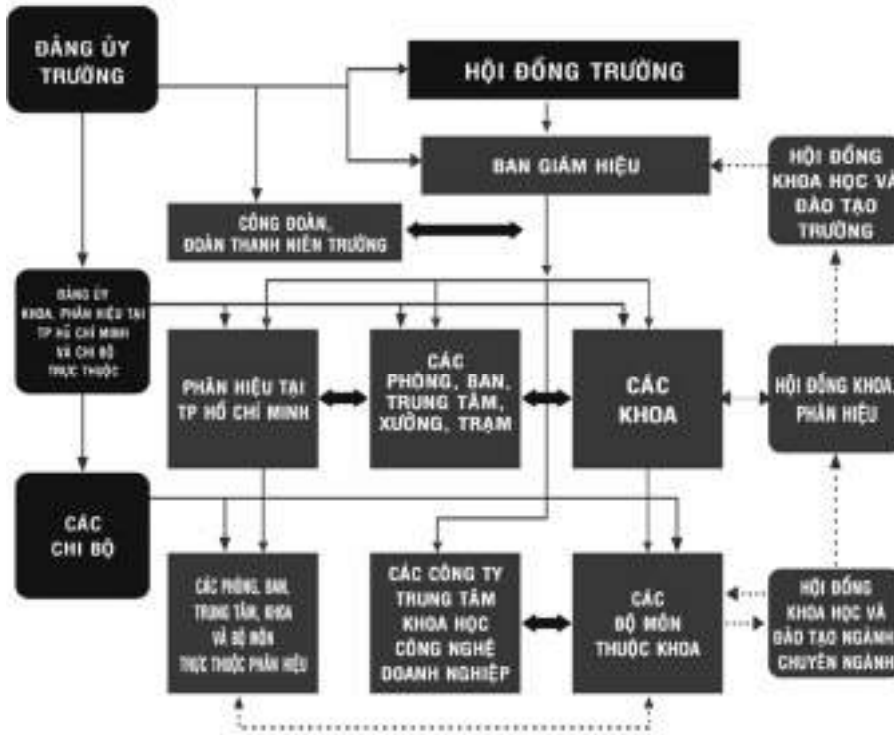 ĐẢNG ỦY
TRƯỜNG
HỘI ĐỒNG TRƯỜNG
BAN GIÁM HIỆU
HỘI ĐỒNG
KHOA HỌC VÀ
ĐÀO TẠO
TRƯỜNG
CÔNG ĐOÀN,
ĐOÀN THANH NIÊN TRƯỜNG
ĐẢNG ỦY
KHOA, PHÂN HIỆU TẠI
TP HỒ CHÍ MINH
VÀ CHI BỘ
TRỰC THUỘC
PHÂN HIỆU TẠI
TP HỒ CHÍ MINH
CÁC
PHÒNG, BAN,
TRUNG TÂM,
XƯỞNG, TRẠM
CÁC
KHOA
HỘI ĐỒNG KHOA,
PHÂN HIỆU
CÁC
CHI BỘ
CÁC PHÒNG, BAN,
TRUNG TÂM, KHOA
VÀ BỘ MÔN
TRỰC THUỘC PHÂN HIỆU
CÁC CÔNG TY
TRUNG TÂM
KHOA HỌC
CÔNG NGHỆ
DOANH NGHIỆP
CÁC
BỘ MÔN
THUỘC KHOA
HỘI ĐỒNG
KHOA HỌC VÀ
ĐÀO TẠO NGÀNH,
CHUYÊN NGÀNH